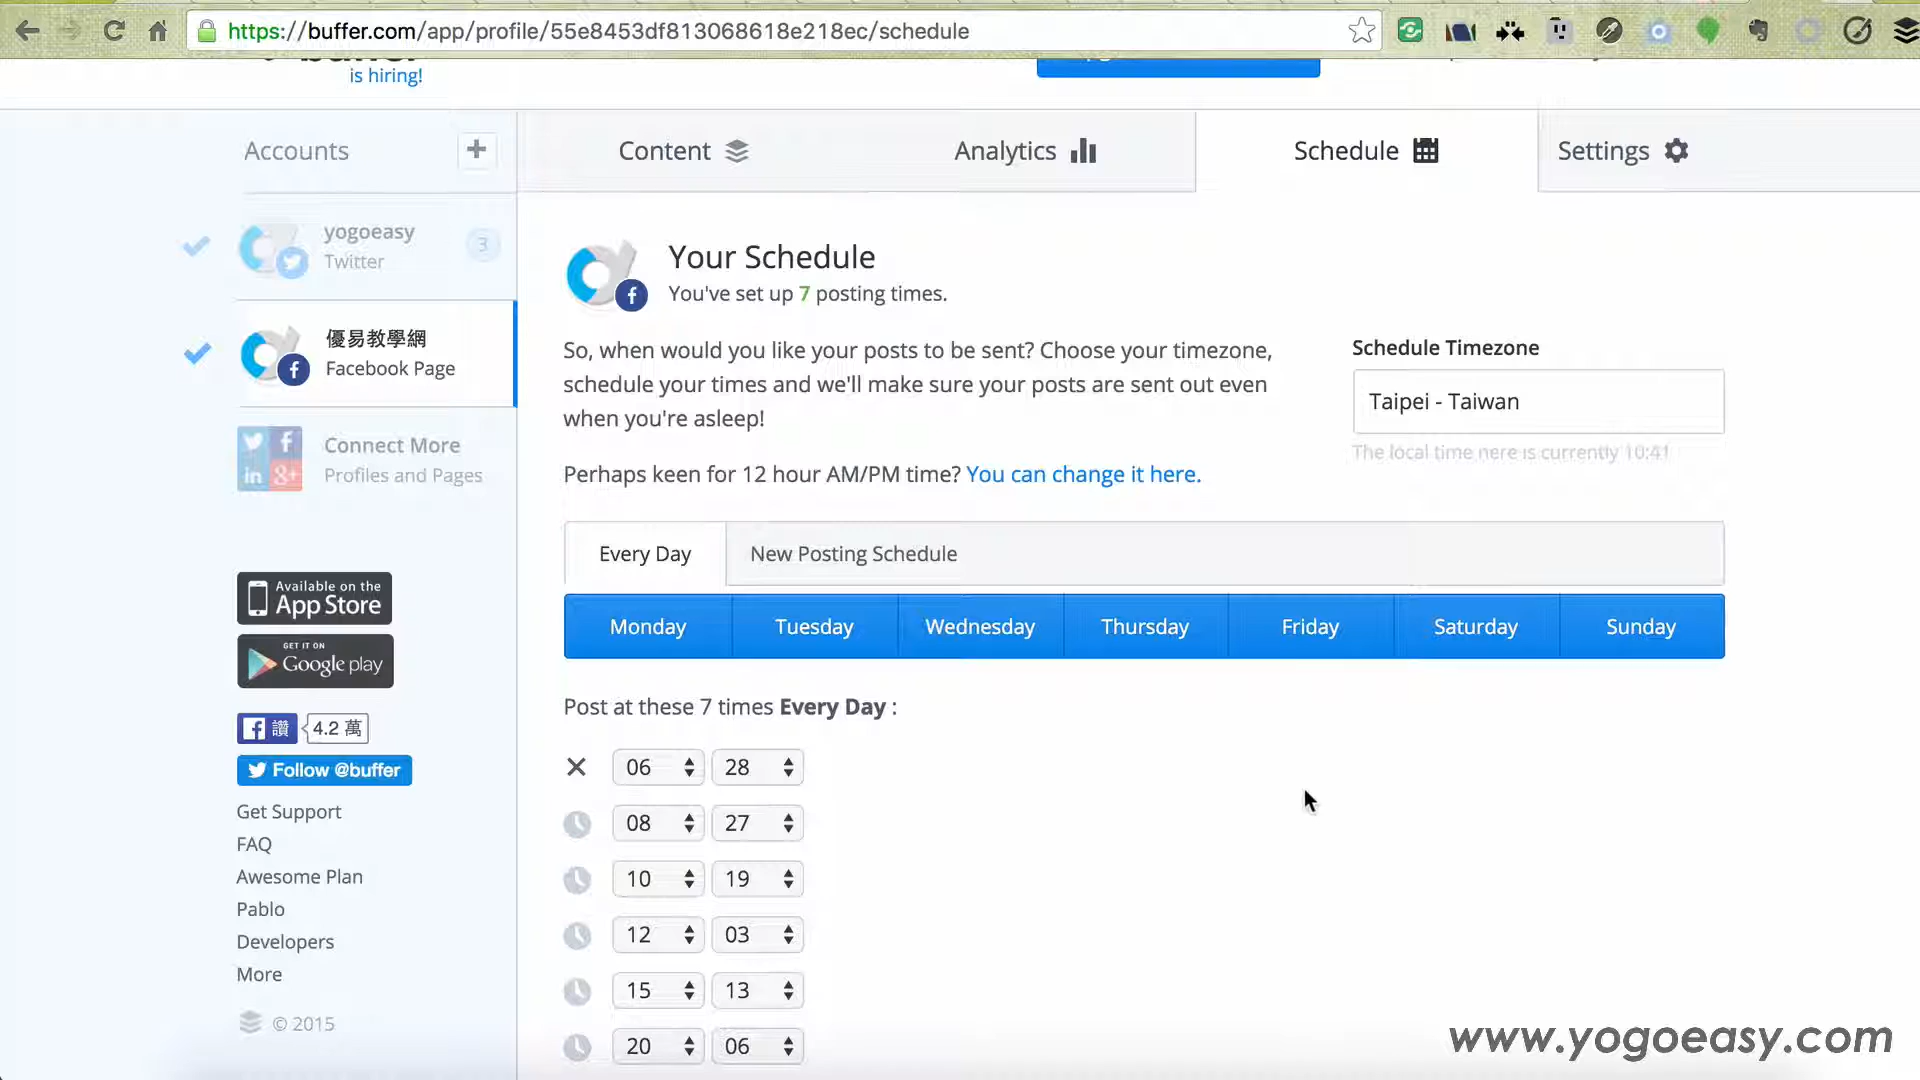 https://buffer.com/app/profile/55e8453df813068618e218ec/schedule
is hiring!
Accounts
Content
Analytics
Schedule
Settings
yogoeasy
Twitter
3
優易教學網
Facebook Page
Connect More
Profiles and Pages
Your Schedule
You've set up 7 posting times.
So, when would you like your posts to be sent? Choose your timezone,
schedule your times and we'll make sure your posts are sent out even
when you're asleep!
Schedule Timezone
Taipei - Taiwan
The local time here is currently 10:41
Perhaps keen for 12 hour AM/PM time? You can change it here.
Every Day
New Posting Schedule
Monday
Tuesday
Wednesday
Thursday
Friday
Saturday
Sunday
Post at these 7 times Every Day :
06 28
08 27
10 19
12 03
15 13
20 06
Available on the
App Store
GET IT ON
Google play
讚
4.2 萬
Follow @buffer
Get Support
FAQ
Awesome Plan
Pablo
Developers
More
© 2015
www.yogoeasy.com